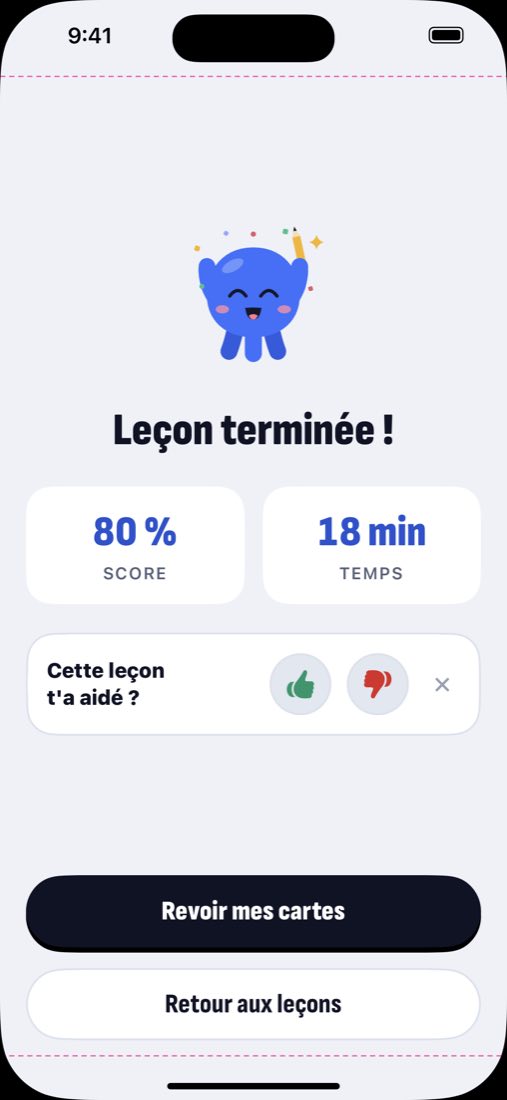 9:41
Leçon terminée !
80 %
SCORE
18 min
TEMPS
Cette leçon
t'a aidé ?
Revoir mes cartes
Retour aux leçons